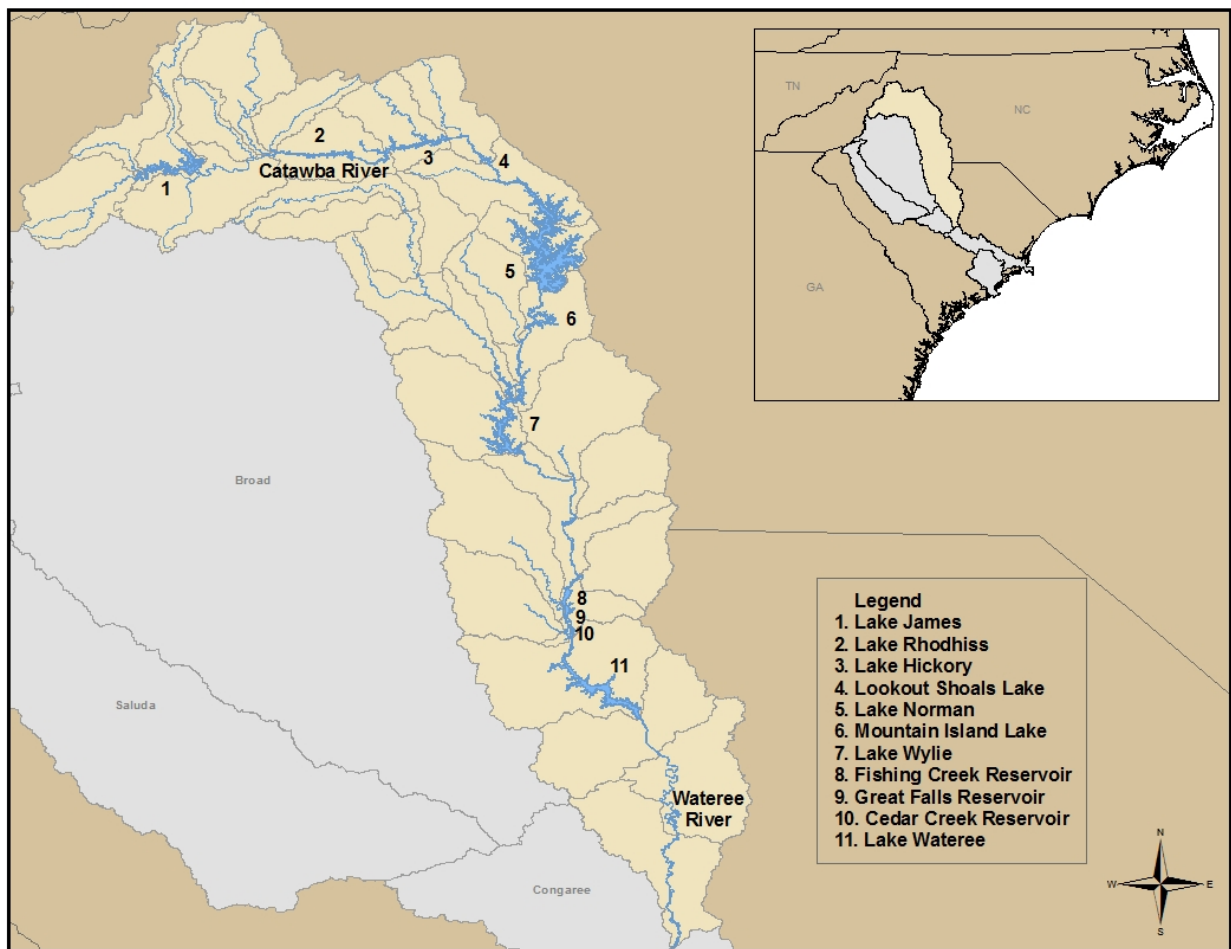 TN
NC
GA
2
3
4
Catawba River
1
5
6
7
Broad
8
9
10
11
Saluda
Wateree
River
Congaree
Legend
1. Lake James
2. Lake Rhodhiss
3. Lake Hickory
4. Lookout Shoals Lake
5. Lake Norman
6. Mountain Island Lake
7. Lake Wylie
8. Fishing Creek Reservoir
9. Great Falls Reservoir
10. Cedar Creek Reservoir
11. Lake Wateree
N
W
E
S